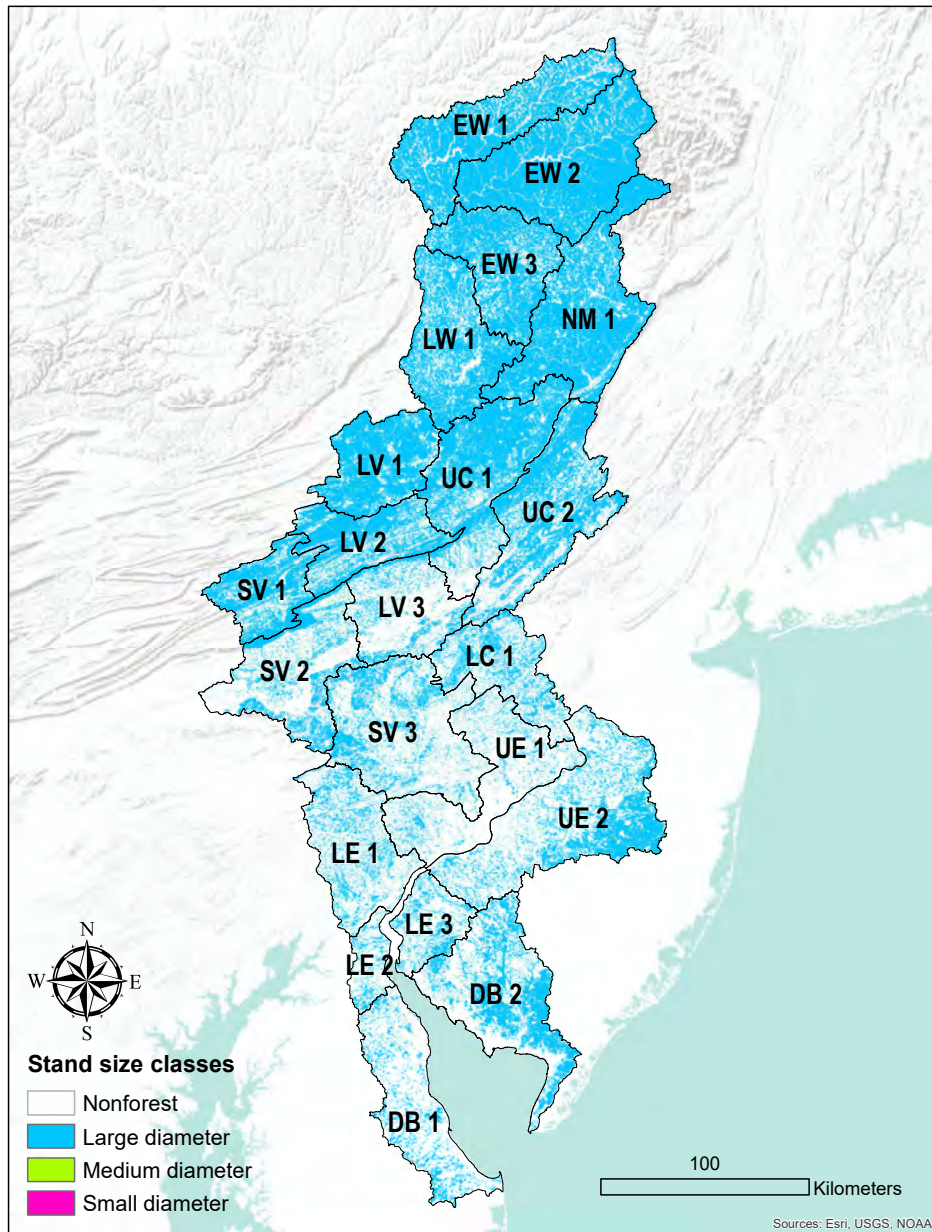 EW 1
EW 2
EW 3
NM 1
LW 1
LV 1
UC 1
UC 2
LV 2
SV 1
LV 3
LC 1
SV 2
SV 3
UE 1
UE 2
LE 1
LE 3
LE 2
DB 2
DB 1
N
W E
S
Stand size classes
Nonforest
Large diameter
Medium diameter
Small diameter
100
Kilometers
Sources: Esri, USGS, NOAA